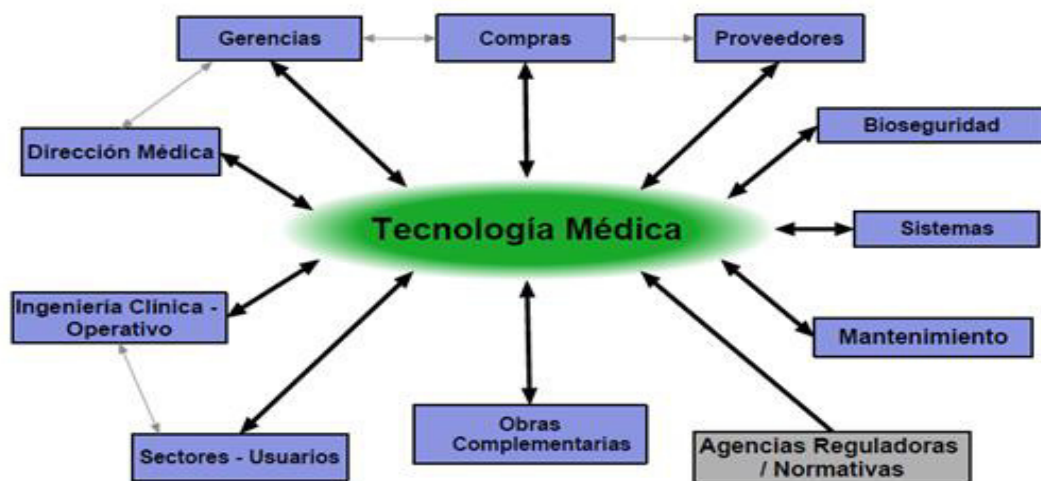 Gerencias
Compras
Proveedores
Dirección Médica
Bioseguridad
Tecnología Médica
Sistemas
Ingeniería Clínica -
Operativo
Mantenimiento
Sectores - Usuarios
Obras
Complementarias
Agencias Reguladoras
/ Normativas